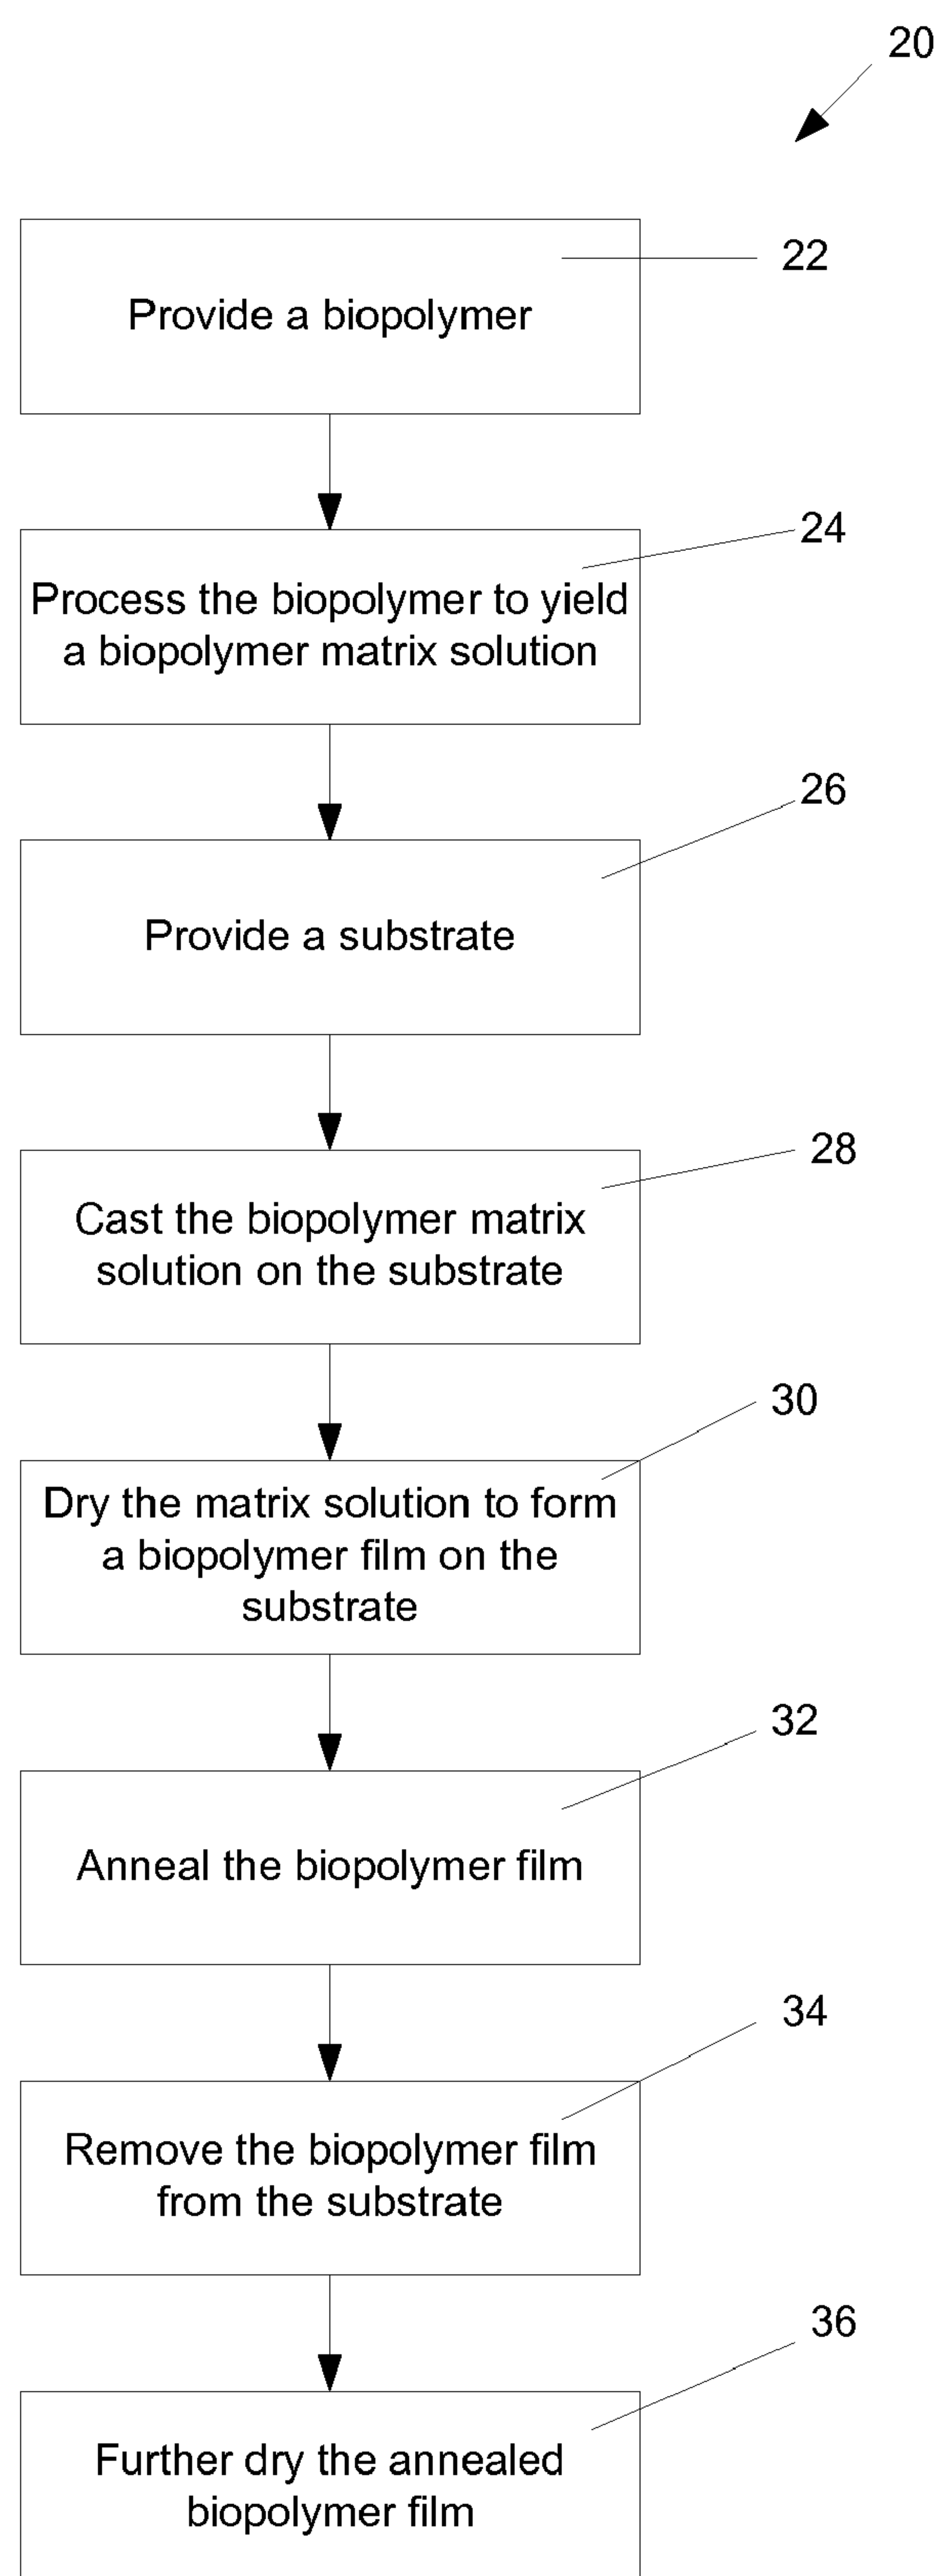 20
22
Provide a biopolymer
24
Process the biopolymer to yield
a biopolymer matrix solution
26
Provide a substrate
28
Cast the biopolymer matrix
solution on the substrate
30
Dry the matrix solution to form
a biopolymer film on the
substrate
32
Anneal the biopolymer film
34
Remove the biopolymer film
from the substrate
36
Further dry the annealed
biopolymer film